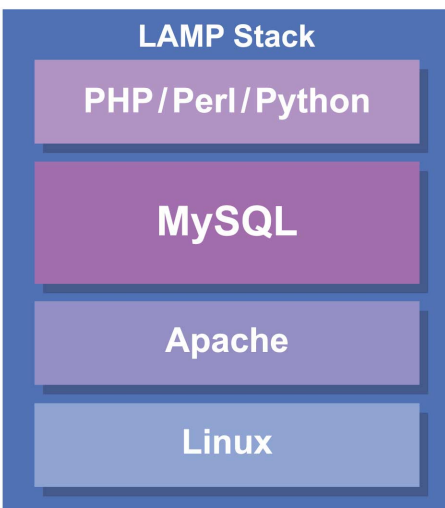 LAMP Stack
PHP/Perl/Python
MySQL
Apache
Linux